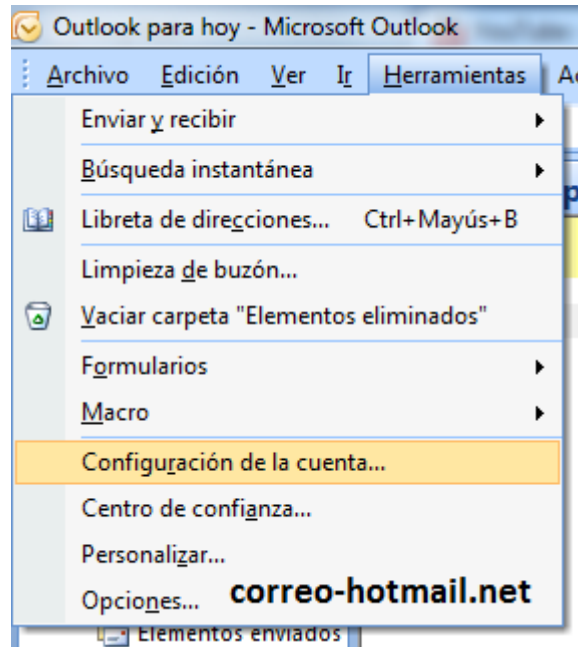 Outlook para hoy - Microsoft Outlook
Archivo Edición Ver Ir Herramientas
Enviar y recibir
Búsqueda instantánea
Libreta de direcciones... Ctrl+Mayús+B
Limpieza de buzón...
Vaciar carpeta "Elementos eliminados"
Formularios
Macro
Configuración de la cuenta...
Centro de confianza...
Personalizar...
Opciones... correo-hotmail.net
Elementos enviados